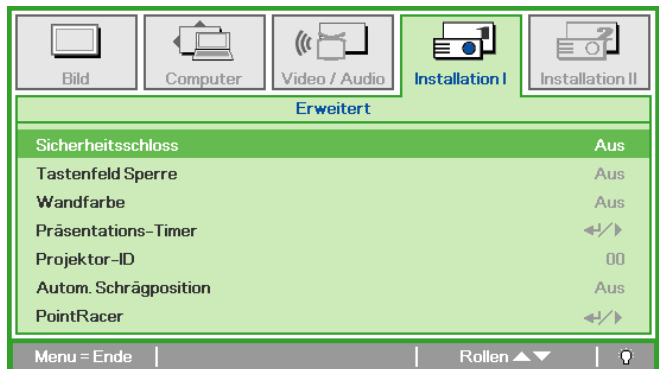 Bild Computer Video / Audio Installation I Installation II
Erweitert
Sicherheitsschloss Aus
Tastenfeld Sperre Aus
Wandfarbe Aus
Präsentations-Timer
Projektor-ID 00
Autom. Schrägposition Aus
PointRacer
Menu = Ende Rollen